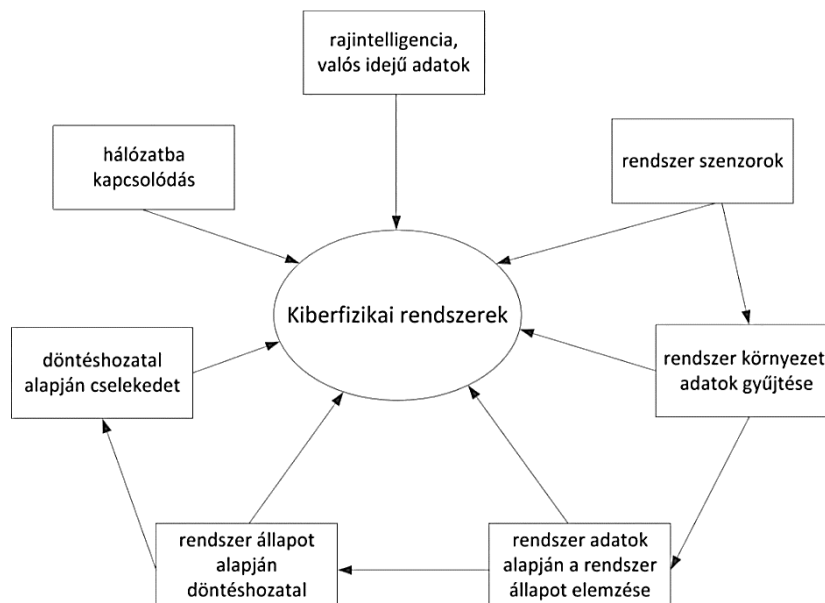 rajintelligencia,
valós idejű adatok
hálózatba
kapcsolódás
rendszer szenzorok
Kiberfizikai rendszerek
döntéshozatal
alapján cselekedet
rendszer környezet
adatok gyűjtése
rendszer állapot
alapján
döntéshozatal
rendszer adatok
alapján a rendszer
állapot elemzése